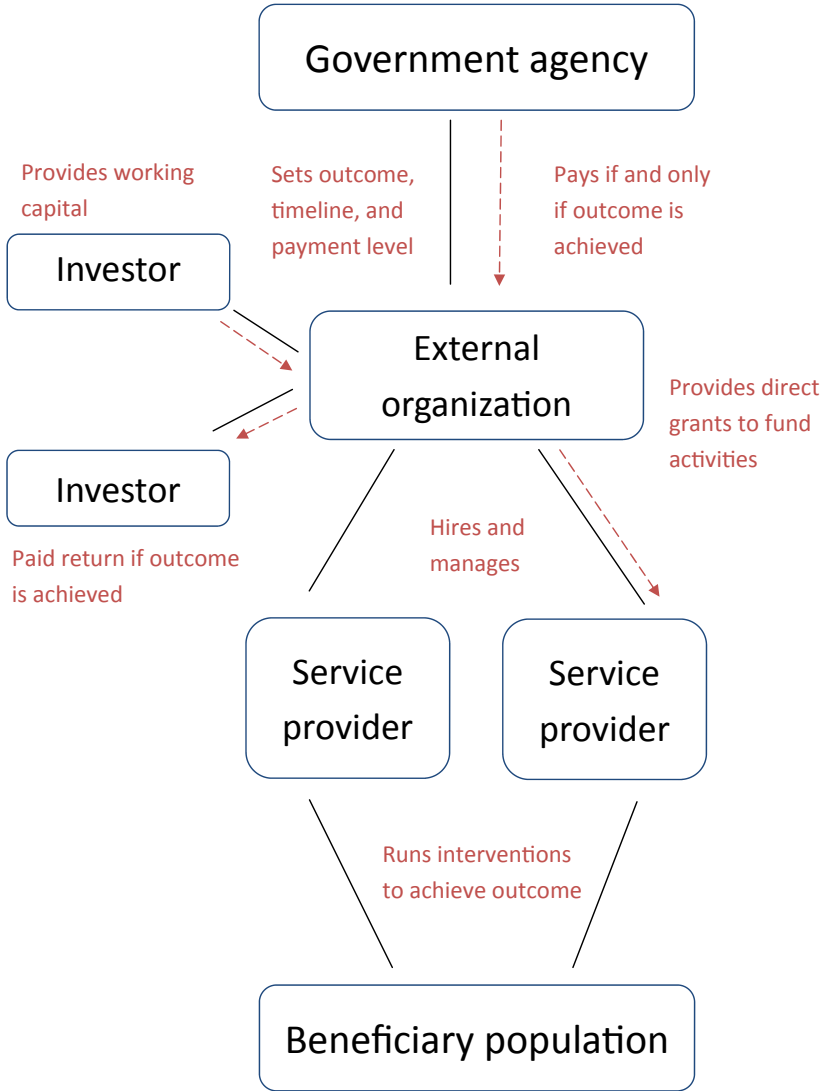 Government agency
Provides working
capital
Sets outcome,
timeline, and
payment level
Pays if and only
if outcome is
achieved
Investor
External
organization
Provides direct
grants to fund
activities
Investor
Paid return if outcome
is achieved
Hires and
manages
Service
provider
Service
provider
Runs interventions
to achieve outcome
Beneficiary population